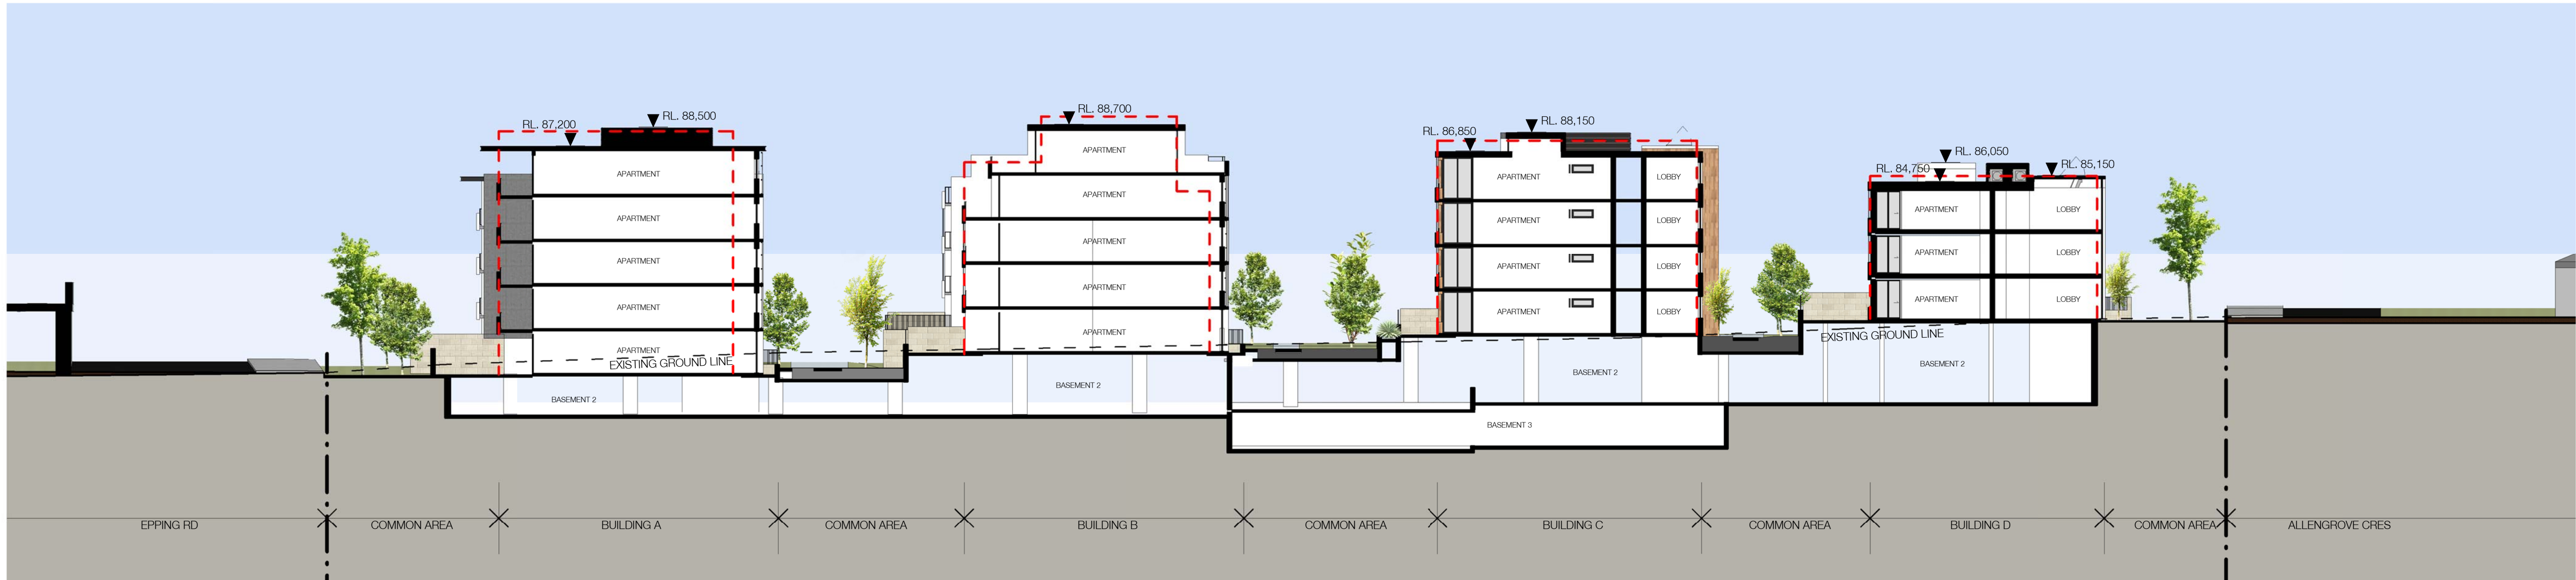 RL. 87,200
RL. 88,500
RL. 88,700
RL. 86,850
RL. 88,150
RL. 84,750
RL. 86,050
RL. 85,150
APARTMENT
APARTMENT
APARTMENT
APARTMENT
APARTMENT
EXISTING GROUND LINE
BASEMENT 2
APARTMENT
APARTMENT
APARTMENT
APARTMENT
APARTMENT
BASEMENT 2
APARTMENT LOBBY
APARTMENT LOBBY
APARTMENT LOBBY
APARTMENT LOBBY
BASEMENT 2
BASEMENT 3
APARTMENT LOBBY
APARTMENT LOBBY
APARTMENT LOBBY
EXISTING GROUND LINE
BASEMENT 2
EPPING RD COMMON AREA BUILDING A COMMON AREA BUILDING B COMMON AREA BUILDING C COMMON AREA BUILDING D COMMON AREA ALLENGROVE CRES